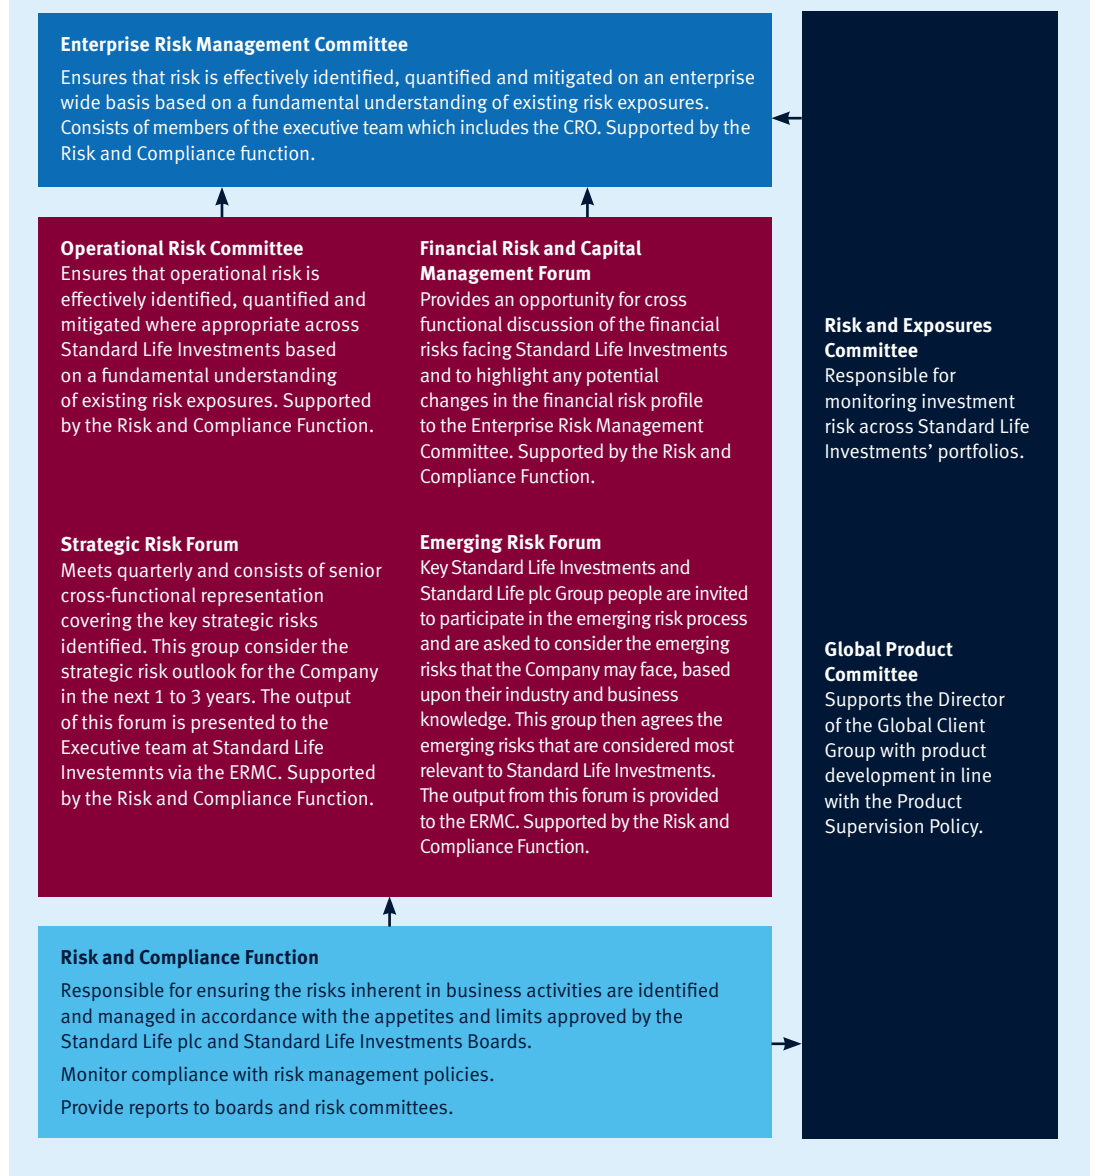 Enterprise Risk Management Committee
Ensures that risk is effectively identified, quantified and mitigated on an enterprise
wide basis based on a fundamental understanding of existing risk exposures.
Consists of members of the executive team which includes the CRO. Supported by the
Risk and Compliance function.
Operational Risk Committee
Ensures that operational risk is
effectively identified, quantified and
mitigated where appropriate across
Standard Life Investments based
on a fundamental understanding
of existing risk exposures. Supported
by the Risk and Compliance Function.
Financial Risk and Capital
Management Forum
Provides an opportunity for cross
functional discussion of the financial
risks facing Standard Life Investments
and to highlight any potential
changes in the financial risk profile
to the Enterprise Risk Management
Committee. Supported by the Risk and
Compliance Function.
Strategic Risk Forum
Meets quarterly and consists of senior
cross-functional representation
covering the key strategic risks
identified. This group consider the
strategic risk outlook for the Company
in the next 1 to 3 years. The output
of this forum is presented to the
Executive team at Standard Life
Investemnts via the ERMC. Supported
by the Risk and Compliance Function.
Emerging Risk Forum
Key Standard Life Investments and
Standard Life plc Group people are invited
to participate in the emerging risk process
and are asked to consider the emerging
risks that the Company may face, based
upon their industry and business
knowledge. This group then agrees the
emerging risks that are considered most
relevant to Standard Life Investments.
The output from this forum is provided
to the ERMC. Supported by the Risk and
Compliance Function.
Risk and Exposures
Committee
Responsible for
monitoring investment
risk across Standard Life
Investments’ portfolios.
Global Product
Committee
Supports the Director
of the Global Client
Group with product
development in line
with the Product
Supervision Policy.
Risk and Compliance Function
Responsible for ensuring the risks inherent in business activities are identified
and managed in accordance with the appetites and limits approved by the
Standard Life plc and Standard Life Investments Boards.
Monitor compliance with risk management policies.
Provide reports to boards and risk committees.